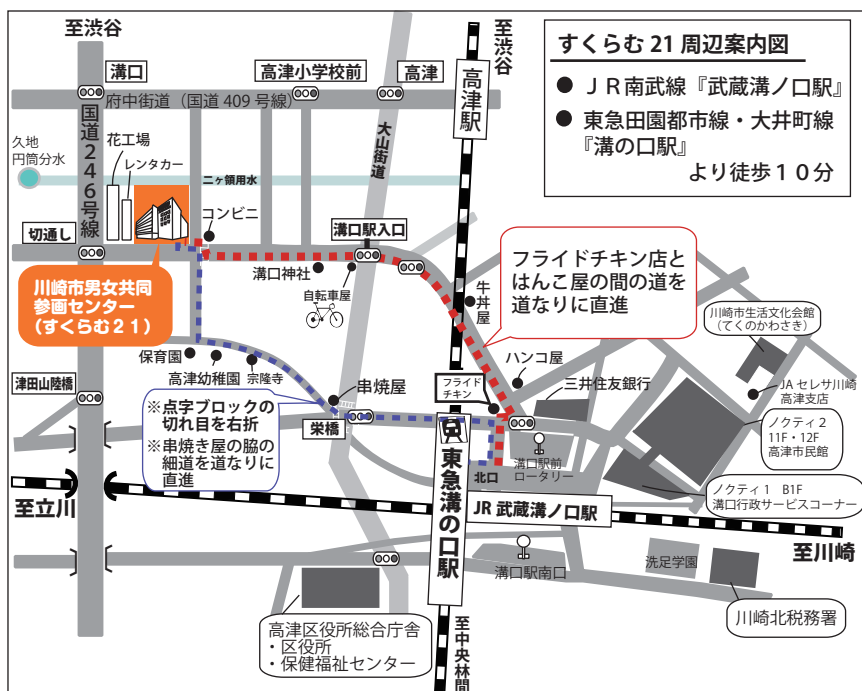 至渋谷
溝口
高津小学校前
高津
至渋谷
すくらむ21周辺案内図
● ＪＲ南武線『武蔵溝ノ口駅』
● 東急田園都市線・大井町線
『溝の口駅』
より徒歩１０分
府中街道（国道409号線）
国道２４６号線
高津駅
大山街道
久地
円筒分水
花工場
レンタカー
二ヶ領用水
コンビニ
切通し
溝口駅入口
溝口神社
自転車屋
川崎市男女共同
参画センター
（すくらむ２１）
フライドチキン店と
はんこ屋の間の道を
道なりに直進
牛丼屋
川崎市生活文化会館
（てくのかわさき）
保育園
高津幼稚園
宗隆寺
ハンコ屋
三井住友銀行
JA セレサ川崎
高津支店
津田山陸橋
串焼屋
フライド
チキン
※点字ブロックの
切れ目を右折
※串焼き屋の脇の
細道を道なりに
直進
栄橋
ノクティ２
11F・12F
高津市民館
溝口駅前
ロータリー
北口
東急溝の口駅
ノクティ１　B1F
溝口行政サービスコーナー
至立川
JR 武蔵溝ノ口駅
至川崎
溝口駅南口
洗足学園
川崎北税務署
高津区役所総合庁舎
・区役所
・保健福祉センター
至中央林間